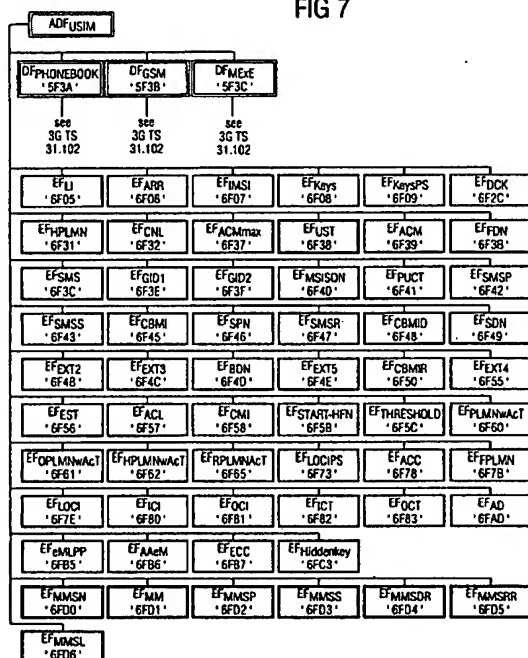 FIG 7
ADFUSIM
DFPHONEBOOK DFGSM DFMExE
'5F3A' '5F3B' '5F3C'
see see see
3G TS 3G TS 3G TS
31.102 31.102 31.102
EFLI EFARR EFIMSI EFKeys EFKeysPS EFDCK
'6F05' '6F06' '6F07' '6F08' '6F09' '6F2C'
EFHPLMN EFCNL EFACMmax EFUST EFACM EFFDN
'6F31' '6F32' '6F37' '6F38' '6F39' '6F3B'
EFSMS EFGID1 EFGID2 EFMSISDN EFPUCT EFSMSP
'6F3C' '6F3E' '6F3F' '6F40' '6F41' '6F42'
EFSMSS EFCBMI EFSPN EFSMSR EFCBMID EFSDN
'6F43' '6F45' '6F46' '6F47' '6F48' '6F49'
EFEXT2 EFEXT3 EFBDN EFEXT5 EFCBMIR EFEXT4
'6F4B' '6F4C' '6F4D' '6F4E' '6F50' '6F55'
EFEST EFACL EFCMI EFSTART-HFN EFTHRESHOLD EFPLMNwAcT
'6F56' '6F57' '6F58' '6F5B' '6F5C' '6F60'
EFOPLMNwAcT EFHPLMNwAcT EFRPLMNAcT EFLOCIPS EFACC EFFPLMN
'6F61' '6F62' '6F65' '6F73' '6F78' '6F7B'
EFLOCI EFICI EFOCI EFICT EFOCT EFAD
'6F7E' '6F80' '6F81' '6F82' '6F83' '6FAD'
EFeMLPP EFAAeM EFECC EFHiddenkey
'6FB5' '6FB6' '6FB7' '6FC3'
EFMMSN EFMM EFMMSP EFMMSS EFMMSDR EFMMSRR
'6FD0' '6FD1' '6FD2' '6FD3' '6FD4' '6FD5'
EFMMSL
'6FD6'